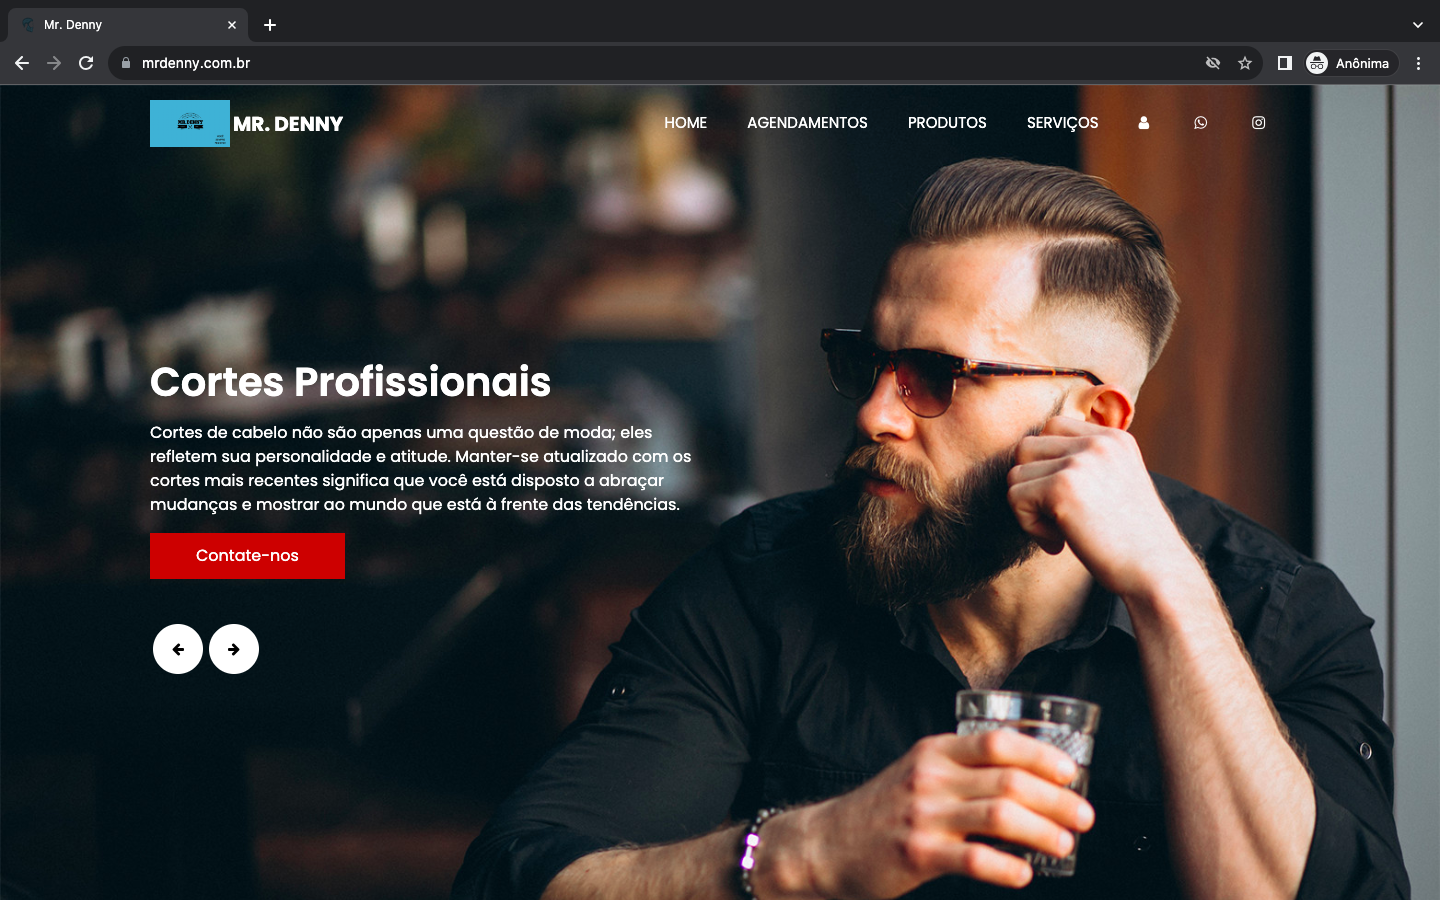 Mr. Denny
mrdenny.com.br
Anônima
MR. DENNY
MR. DENNY
HOME
AGENDAMENTOS
PRODUTOS
SERVIÇOS
Cortes Profissionais
Cortes de cabelo não são apenas uma questão de moda; eles
refletem sua personalidade e atitude. Manter-se atualizado com os
cortes mais recentes significa que você está disposto a abraçar
mudanças e mostrar ao mundo que está à frente das tendências.
Contate-nos